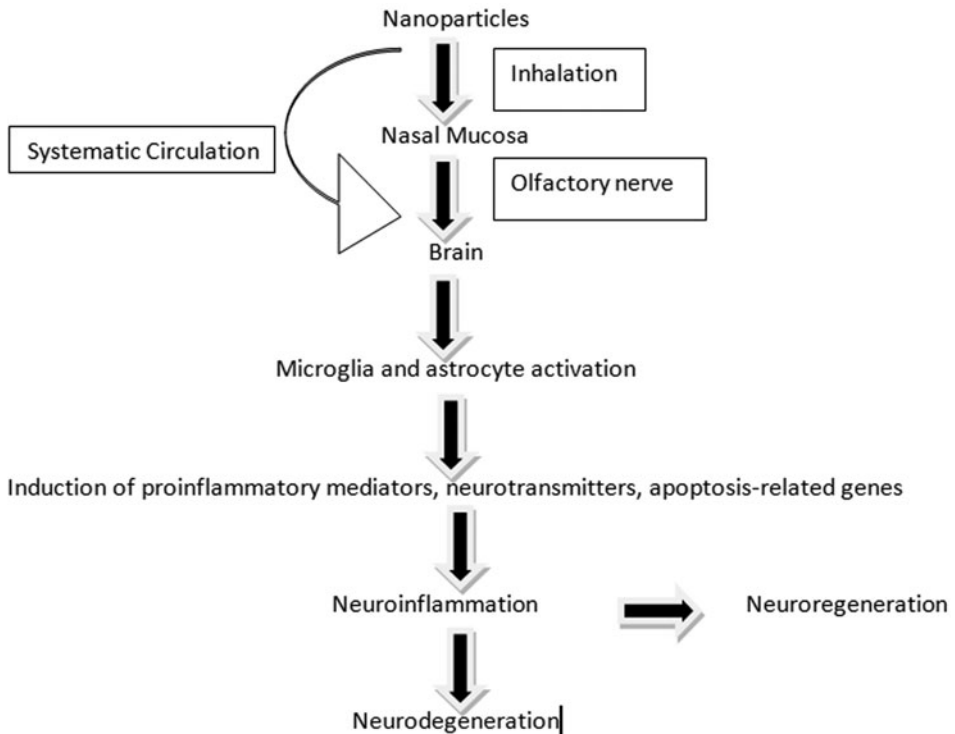 Nanoparticles
Inhalation
Nasal Mucosa
Systematic Circulation
Olfactory nerve
Brain
Microglia and astrocyte activation
Induction of proinflammatory mediators, neurotransmitters, apoptosis-related genes
Neuroinflammation
Neuroregeneration
Neurodegeneration